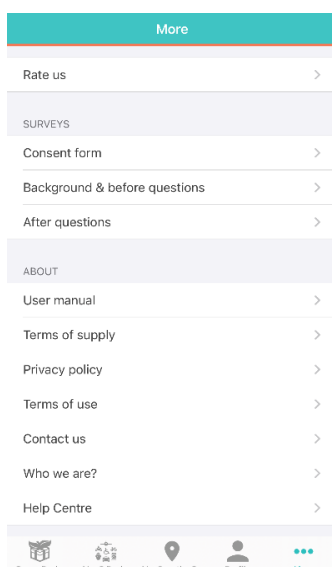 More
Rate us
SURVEYS
Consent form
Background & before questions
After questions
ABOUT
User manual
Terms of supply
Privacy policy
Terms of use
Contact us
Who we are?
Help Centre